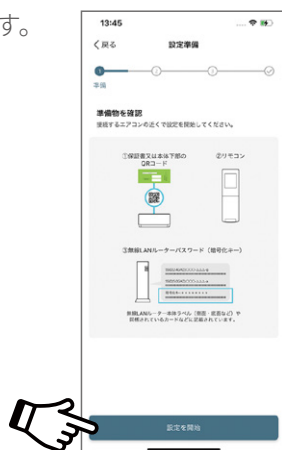 す。
13:45
戻る
設定準備
準備
準備物を確認
接続するエアコンの近くで設定を開始してください。
①保証書又は本体下部の
QRコード
②リモコン
③無線LANルーターパスワード（暗号化キー）
無線LANルーター本体ラベル（側面・底面など）や
同梱されているカードなどに記載されています。
設定を開始